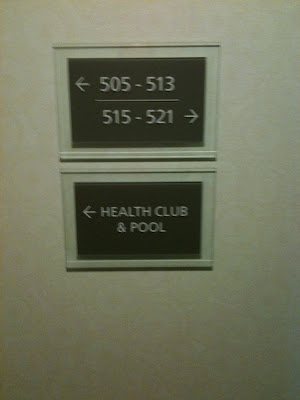 ← 505 - 513
515 - 521 →
← HEALTH CLUB
& POOL